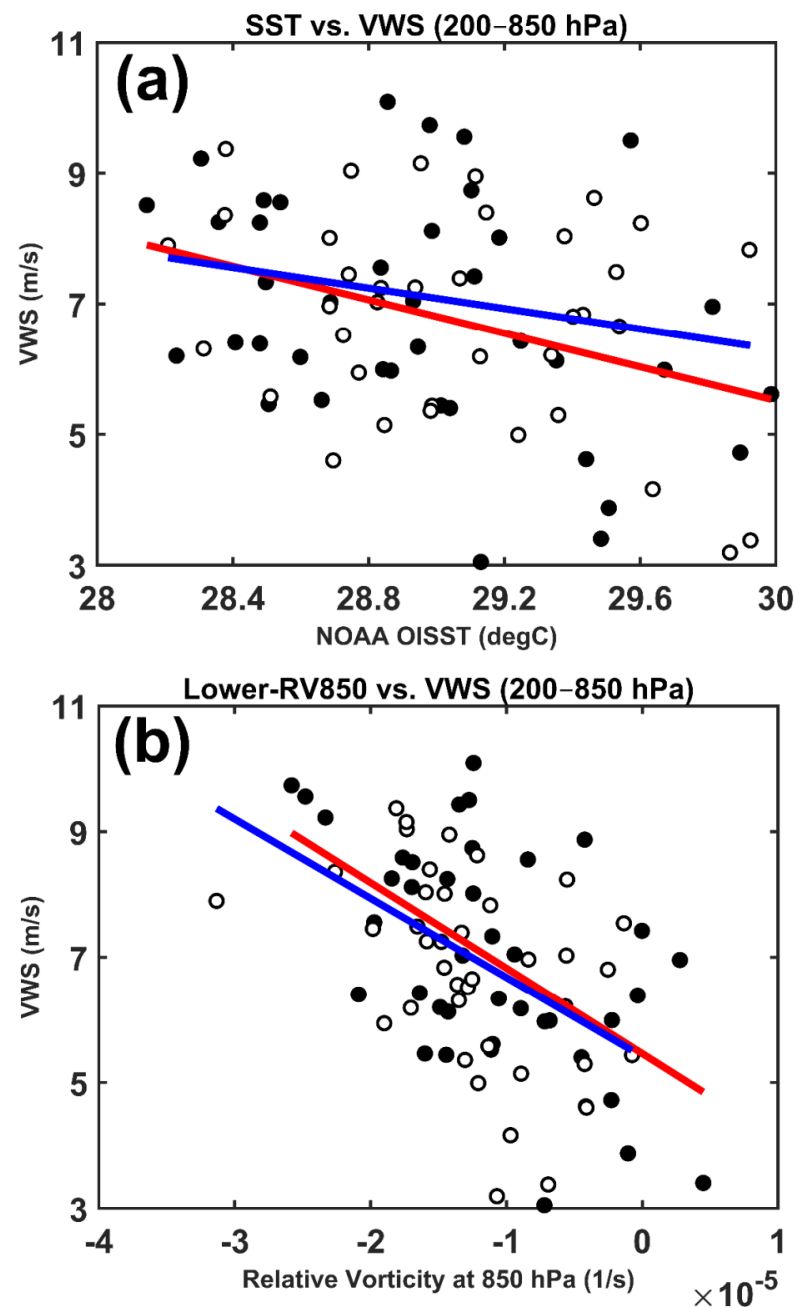 SST vs. VWS (200−850 hPa)
(a)
11
9
7
5
3
VWS (m/s)
28 28.4 28.8 29.2 29.6 30
NOAA OISST (degC)
Lower-RV850 vs. VWS (200−850 hPa)
(b)
11
9
7
5
3
VWS (m/s)
-4 -3 -2 -1 0 1
Relative Vorticity at 850 hPa (1/s)
×10⁻⁵